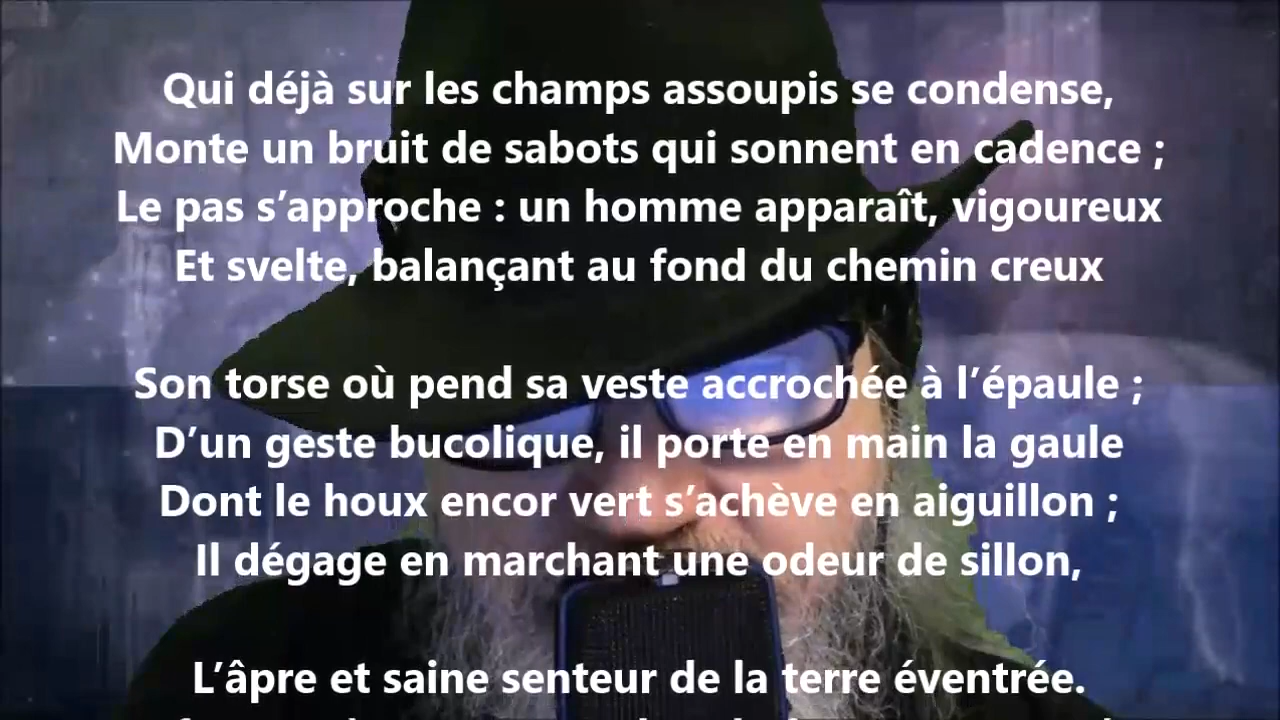 Qui déjà sur les champs assoupis se condense,
Monte un bruit de sabots qui sonnent en cadence ;
Le pas s’approche : un homme apparaît, vigoureux
Et svelte, balançant au fond du chemin creux
Son torse où pend sa veste accrochée à l’épaule ;
D’un geste bucolique, il porte en main la gaule
Dont le houx encor vert s’achève en aiguillon ;
Il dégage en marchant une odeur de sillon,
L’âpre et saine senteur de la terre éventrée.